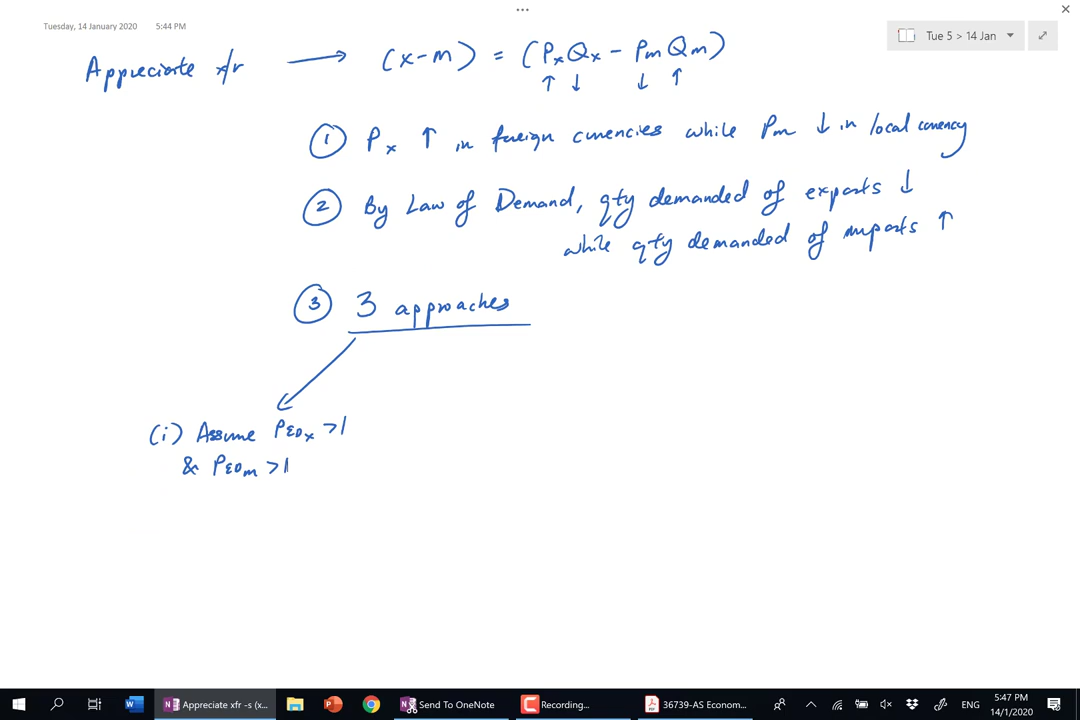 Tuesday, 14 January 2020 5:44 PM
Tue 5 > 14 Jan
Appreciate xfr → (X-M) = (PxQx - PmQm)
↑ ↓ ↓ ↑
① Px ↑ in foreign currencies while Pm ↓ in local currency
② By Law of Demand, qty demanded of exports ↓
while qty demanded of imports ↑
③ 3 approaches
(i) Assume PEDx >1
& PEDm >1
Appreciate xfr -s (x...
Send To OneNote
Recording...
36739-AS Econom...
ENG
5:47 PM
14/1/2020